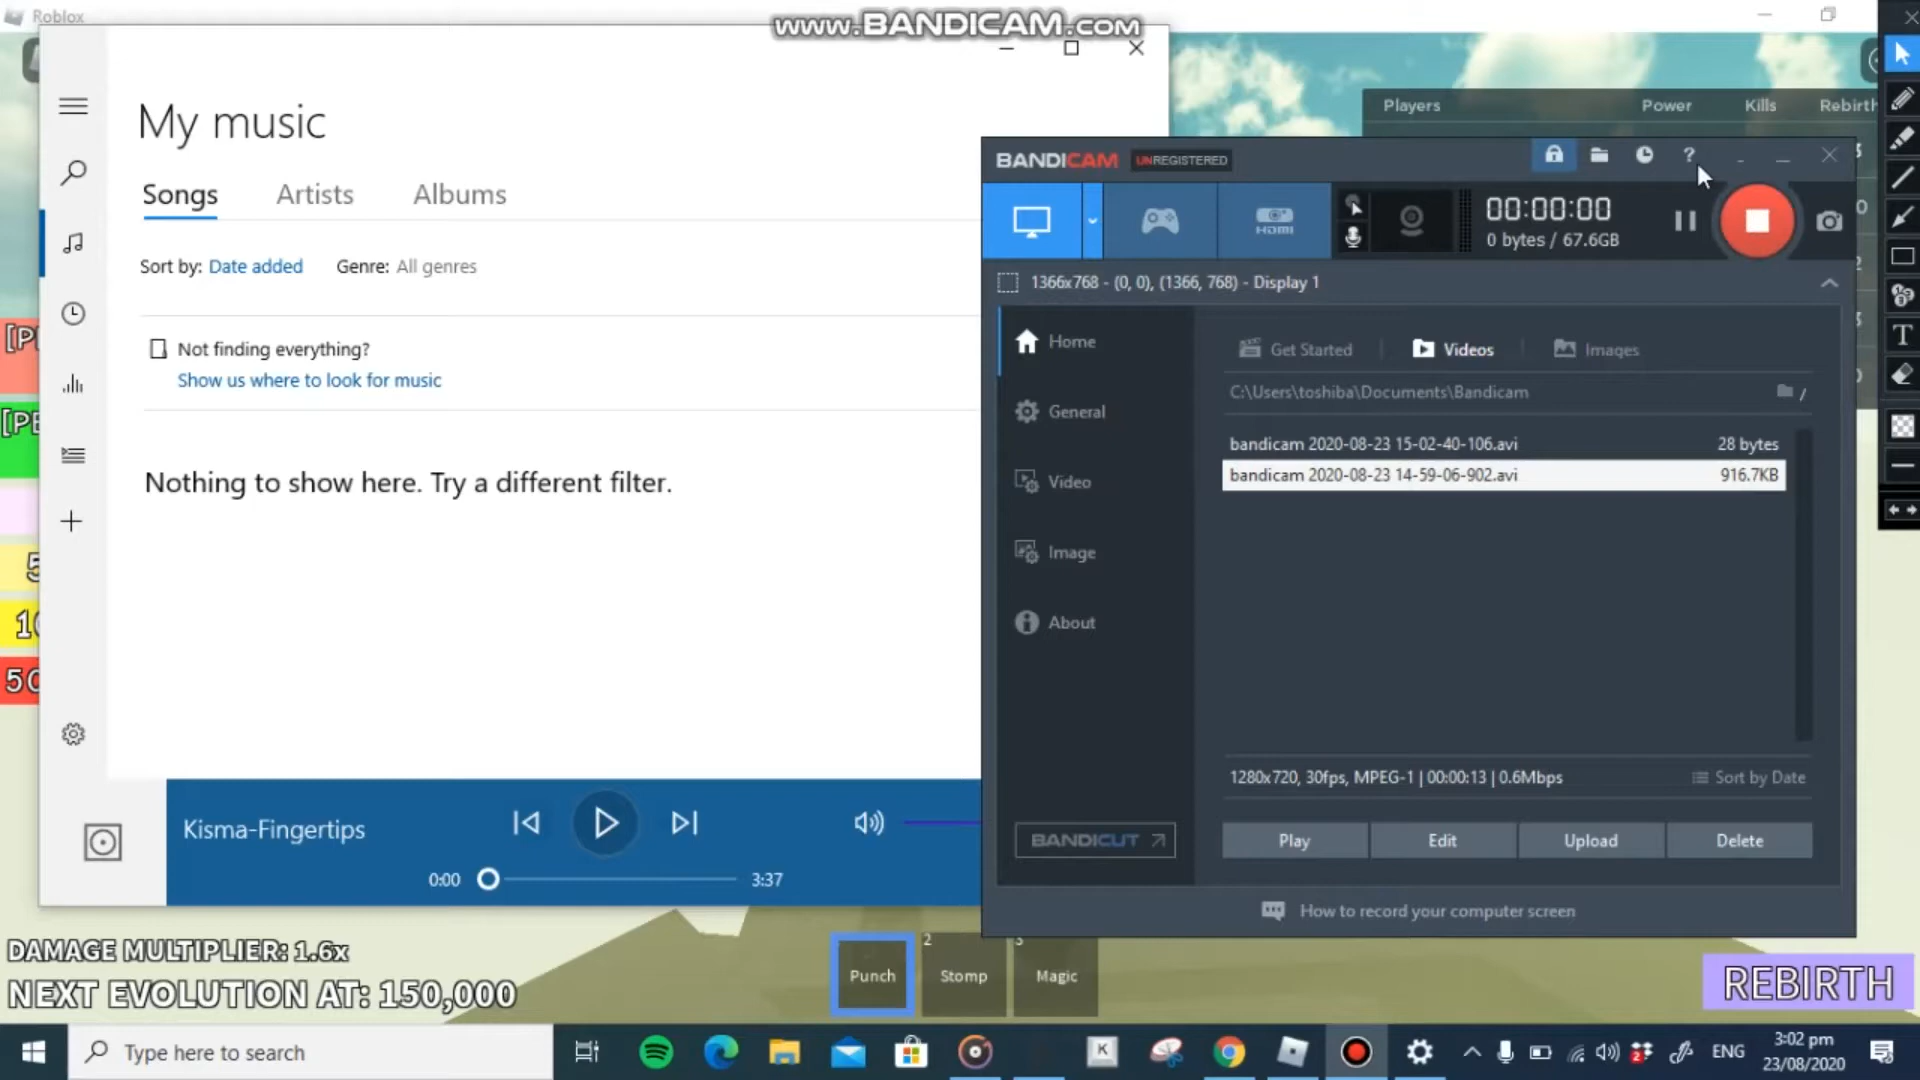 Roblox
www.BANDICAM.com
My music
Songs Artists Albums
Sort by: Date added Genre: All genres
Not finding everything?
Show us where to look for music
Nothing to show here. Try a different filter.
Kisma-Fingertips
0:00 3:37
Players Power Kills Rebirth
BANDICAM UNREGISTERED
?
HDMI
00:00:00
0 bytes / 67.6GB
1366x768 - (0, 0), (1366, 768) - Display 1
Home
General
Video
Image
About
BANDICUT
Get Started Videos Images
C:\Users\toshiba\Documents\Bandicam
bandicam 2020-08-23 15-02-40-106.avi 28 bytes
bandicam 2020-08-23 14-59-06-902.avi 916.7KB
1280x720, 30fps, MPEG-1 | 00:00:13 | 0.6Mbps Sort by Date
Play Edit Upload Delete
How to record your computer screen
DAMAGE MULTIPLIER: 1.6x
NEXT EVOLUTION AT: 150,000
Punch
2
Stomp
3
Magic
REBIRTH
Type here to search
K
ENG
3:02 pm
23/08/2020